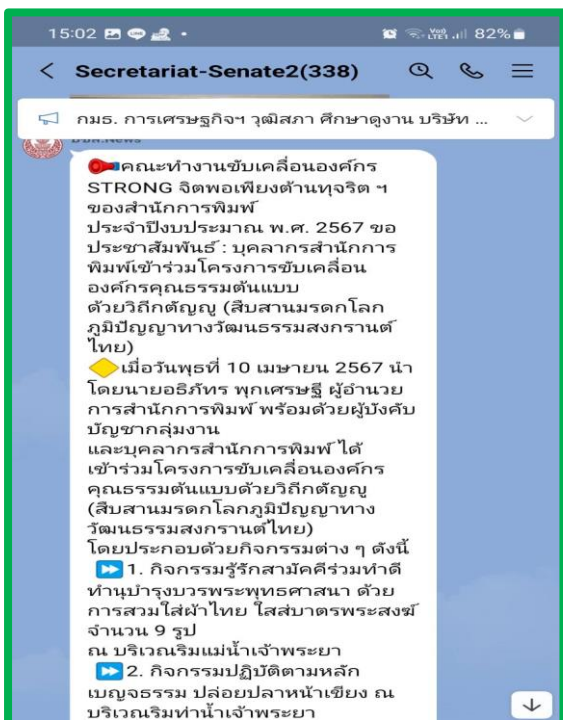 15:02
82%
Secretariat-Senate2(338)
กมธ. การเศรษฐกิจฯ วุฒิสภา ศึกษาดูงาน บริษัท ...
คณะทำงานขับเคลื่อนองค์กร
STRONG จิตพอเพียงต้านทุจริต ฯ
ของสำนักการพิมพ์
ประจำปีงบประมาณ พ.ศ. 2567 ขอ
ประชาสัมพันธ์ : บุคลากรสำนักการ
พิมพ์เข้าร่วมโครงการขับเคลื่อน
องค์กรคุณธรรมต้นแบบ
ด้วยวิถีกตัญญู (สืบสานมรดกโลก
ภูมิปัญญาทางวัฒนธรรมสงกรานต์
ไทย)
เมื่อวันพุธที่ 10 เมษายน 2567 นำ
โดยนายอธิภัทร พุกเศรษฐี ผู้อำนวย
การสำนักการพิมพ์ พร้อมด้วยผู้บังคับ
บัญชากลุ่มงาน
และบุคลากรสำนักการพิมพ์ ได้
เข้าร่วมโครงการขับเคลื่อนองค์กร
คุณธรรมต้นแบบด้วยวิถีกตัญญู
(สืบสานมรดกโลกภูมิปัญญาทาง
วัฒนธรรมสงกรานต์ไทย)
โดยประกอบด้วยกิจกรรมต่าง ๆ ดังนี้
1. กิจกรรมรู้รักสามัคคีร่วมทำดี
ทำนุบำรุงบวรพระพุทธศาสนา ด้วย
การสวมใส่ผ้าไทย ใสส่บาตรพระสงฆ์
จำนวน 9 รูป
ณ บริเวณริมแม่น้ำเจ้าพระยา
2. กิจกรรมปฏิบัติตามหลัก
เบญจธรรม ปล่อยปลาหน้าเขียง ณ
บริเวณริมท่าน้ำเจ้าพระยา